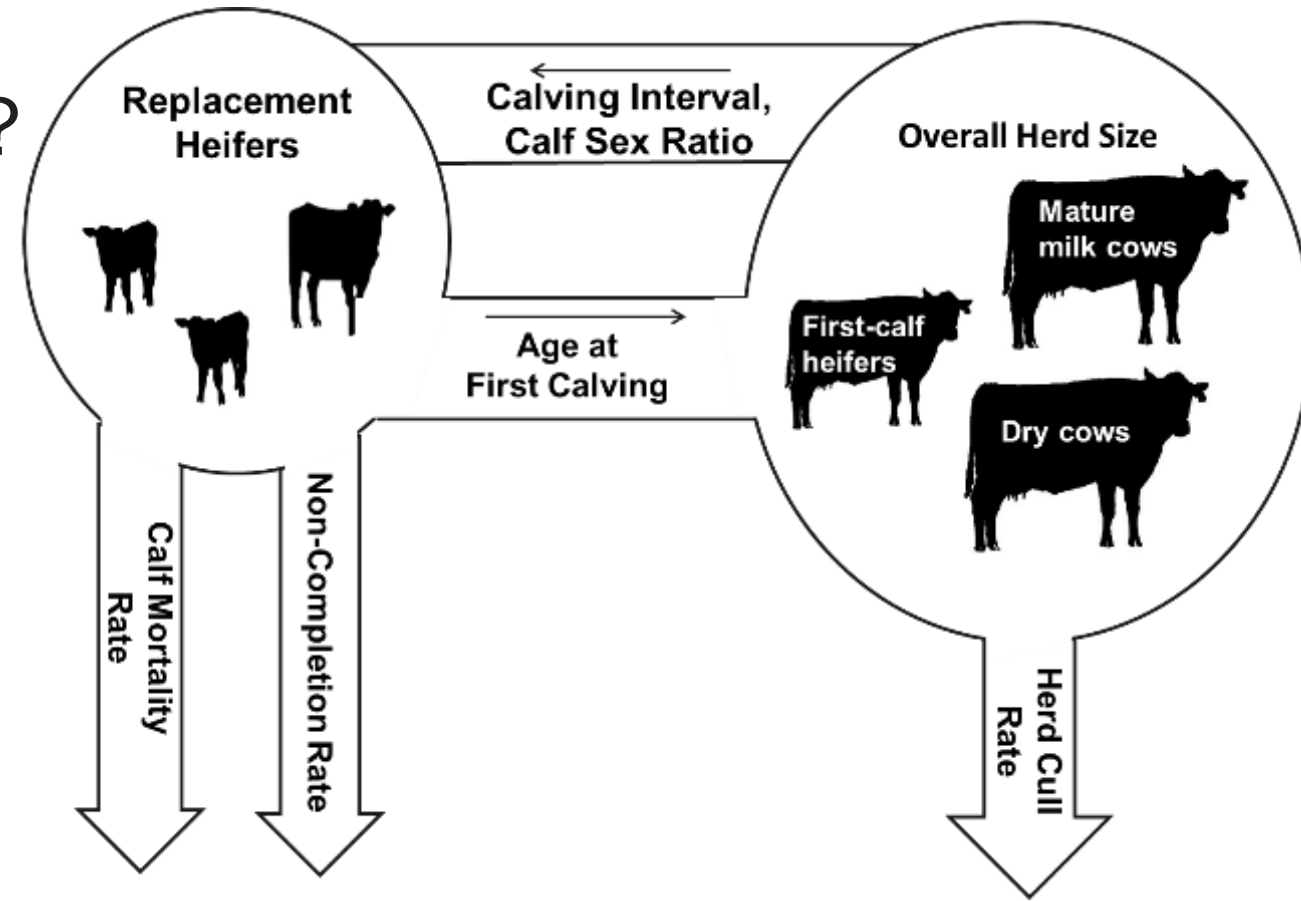 ?
Replacement
Heifers
Calving Interval,
Calf Sex Ratio
Overall Herd Size
Mature
milk cows
First-calf
heifers
Dry cows
Age at
First Calving
Calf Mortality
Rate
Non-Completion Rate
Herd Cull
Rate